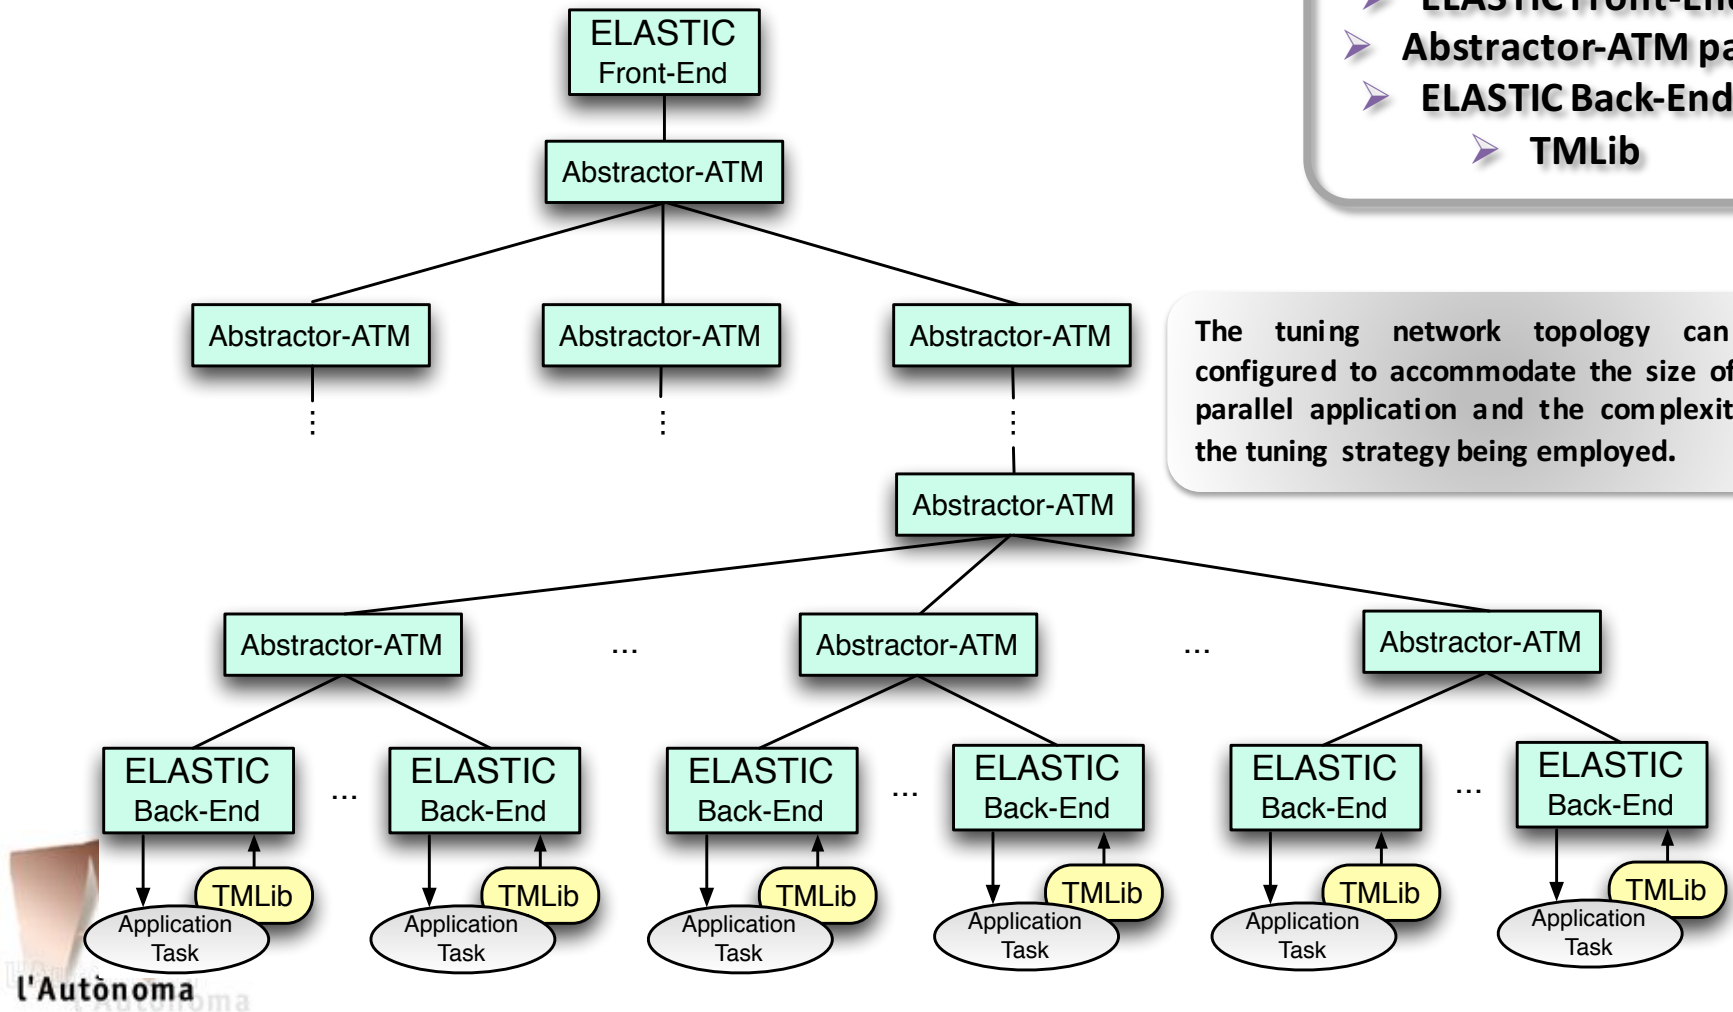 ELASTIC
Front-End
Abstractor-ATM
Abstractor-ATM
Abstractor-ATM
Abstractor-ATM
⋮
⋮
⋮
Abstractor-ATM
Abstractor-ATM
...
Abstractor-ATM
...
Abstractor-ATM
ELASTIC
Back-End
...
ELASTIC
Back-End
ELASTIC
Back-End
...
ELASTIC
Back-End
ELASTIC
Back-End
...
ELASTIC
Back-End
TMLib
TMLib
TMLib
TMLib
TMLib
TMLib
Application
Task
Application
Task
Application
Task
Application
Task
Application
Task
Application
Task
ELASTIC Front-End
Abstractor-ATM pa
ELASTIC Back-End
TMLib
The tuning network topology can
configured to accommodate the size of
parallel application and the complexit
the tuning strategy being employed.
l'Autònoma